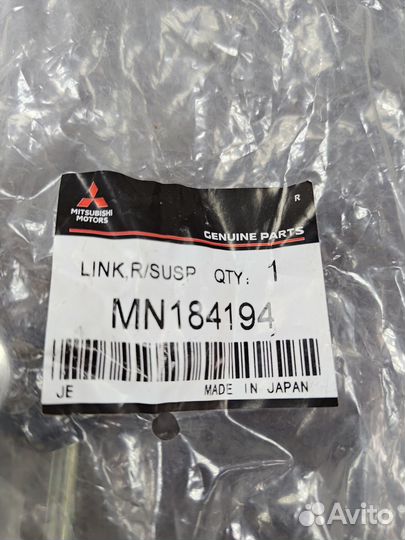 MITSUBISHI
MOTORS
R
GENUINE PARTS
LINK,R/SUSP QTY: 1
MN184194
JE MADE IN JAPAN
Avito